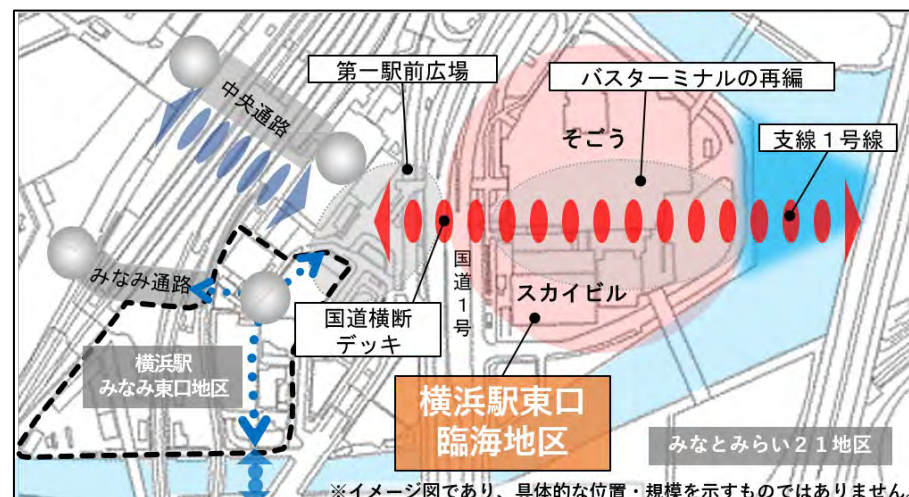 第一駅前広場
バスターミナルの再編
中央通路
そごう
支線1号線
みなみ通路
国道1号
国道横断
デッキ
スカイビル
横浜駅
みなみ東口地区
横浜駅東口
臨海地区
みなとみらい21地区
※イメージ図であり、具体的な位置・規模を示すものではありません。